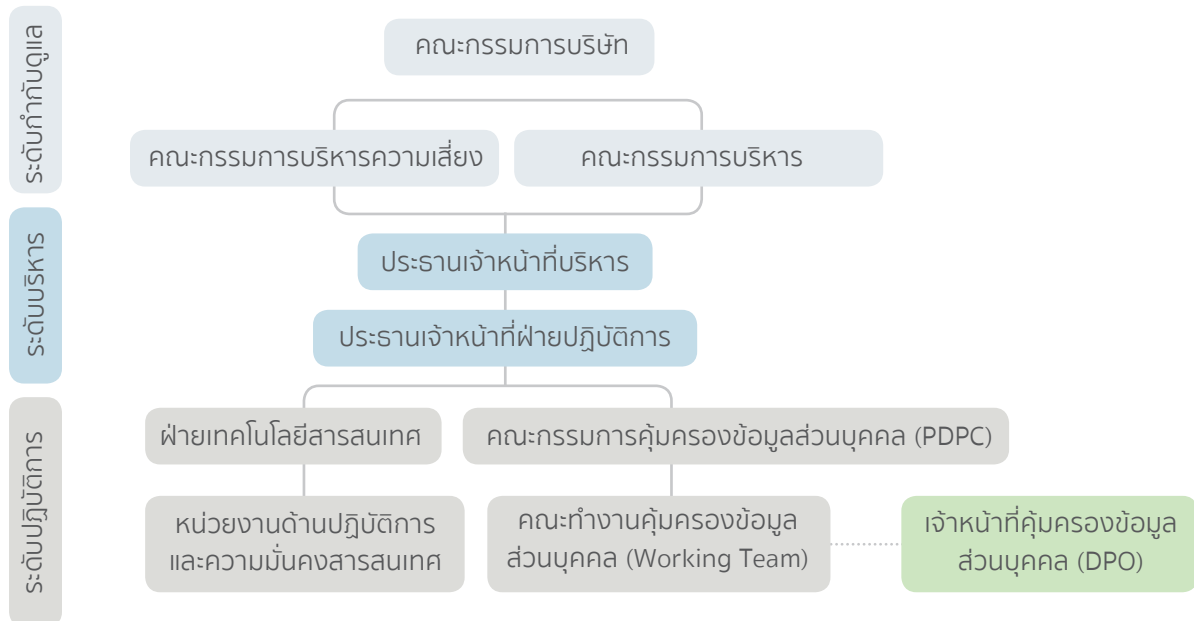 ระดับกำกับดูแล
คณะกรรมการบริษัท
คณะกรรมการบริหารความเสี่ยง
คณะกรรมการบริหาร
ระดับบริหาร
ประธานเจ้าหน้าที่บริหาร
ประธานเจ้าหน้าที่ฝ่ายปฏิบัติการ
ระดับปฏิบัติการ
ฝ่ายเทคโนโลยีสารสนเทศ
คณะกรรมการคุ้มครองข้อมูลส่วนบุคคล (PDPC)
หน่วยงานด้านปฏิบัติการ
และความมั่นคงสารสนเทศ
คณะทำงานคุ้มครองข้อมูล
ส่วนบุคคล (Working Team)
เจ้าหน้าที่คุ้มครองข้อมูล
ส่วนบุคคล (DPO)